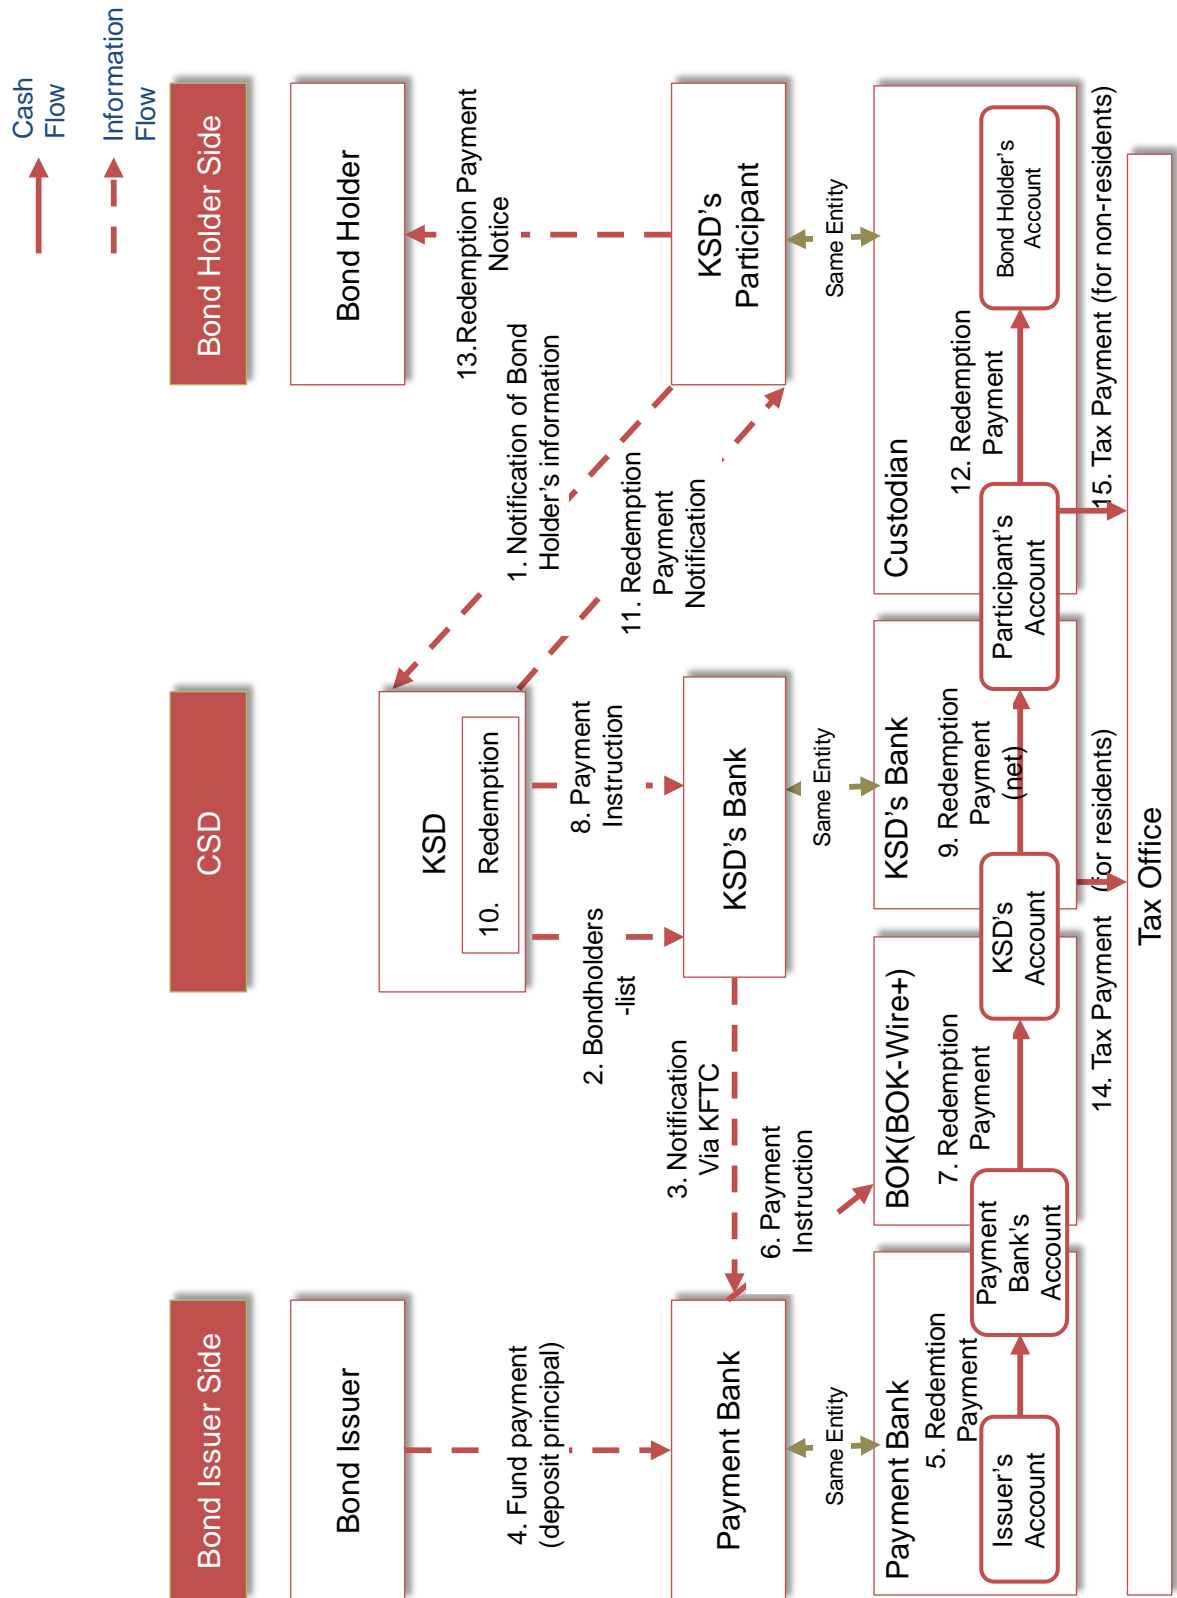 Cash
Flow
Information
Flow
Bond Issuer Side
CSD
Bond Holder Side
Bond Issuer
KSD
10. Redemption
Bond Holder
4. Fund payment
(deposit principal)
2. Bondholders
-list
8. Payment
Instruction
1. Notification of Bond
Holder's information
11. Redemption
Payment
Notification
13.Redemption Payment
Notice
Payment Bank
3. Notification
Via KFTC
6. Payment
Instruction
KSD's Bank
KSD's
Participant
Same Entity
Same Entity
Same Entity
Payment Bank
5. Redemtion
Payment
Issuer's
Account
Payment
Bank's
Account
BOK(BOK-Wire+)
7. Redemption
Payment
KSD's
Account
KSD's Bank
9. Redemption
Payment
(net)
Participant's
Account
Custodian
12. Redemption
Payment
Bond Holder's
Account
14. Tax Payment (for residents)
15. Tax Payment (for non-residents)
Tax Office